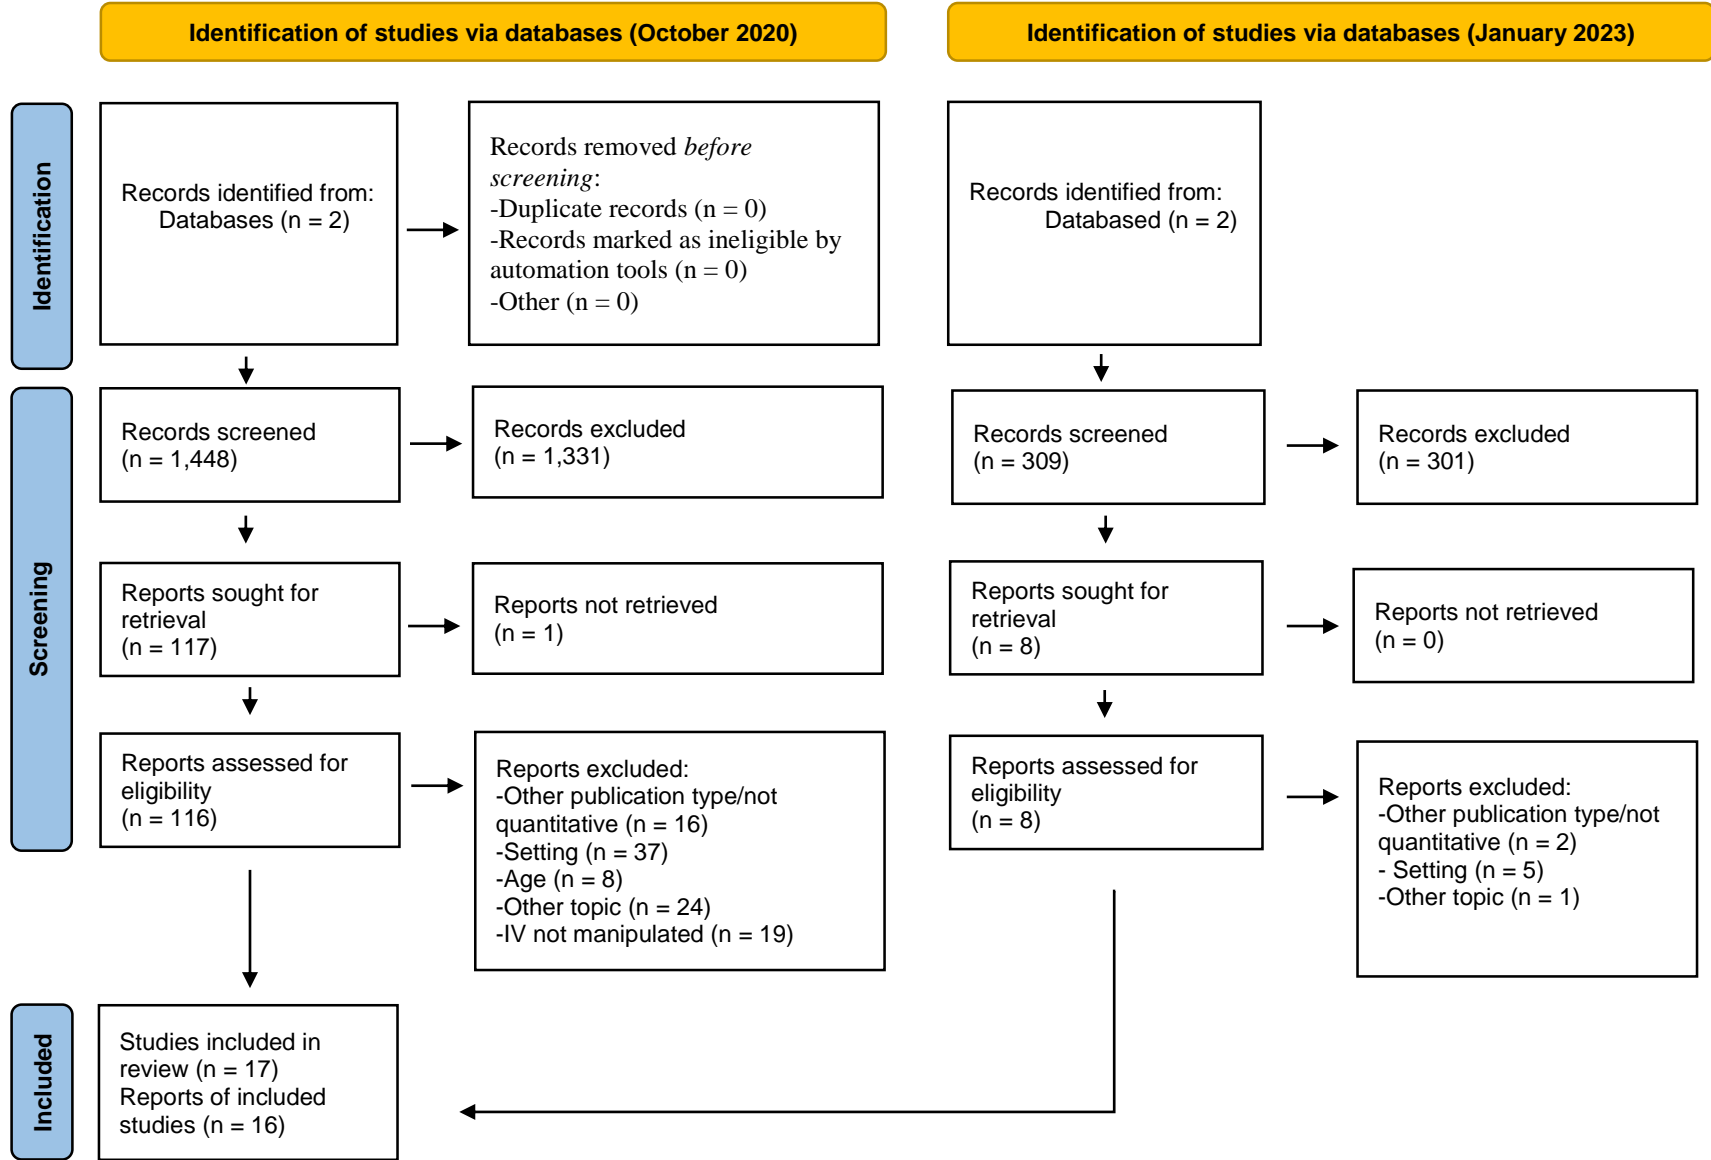 Identification of studies via databases (October 2020)
Identification of studies via databases (January 2023)
Identification
Records identified from:
Databases (n = 2)
Records removed before
screening:
-Duplicate records (n = 0)
-Records marked as ineligible by
automation tools (n = 0)
-Other (n = 0)
Records identified from:
Databased (n = 2)
Screening
Records screened
(n = 1,448)
Records excluded
(n = 1,331)
Records screened
(n = 309)
Records excluded
(n = 301)
Reports sought for
retrieval
(n = 117)
Reports not retrieved
(n = 1)
Reports sought for
retrieval
(n = 8)
Reports not retrieved
(n = 0)
Reports assessed for
eligibility
(n = 116)
Reports excluded:
-Other publication type/not
quantitative (n = 16)
-Setting (n = 37)
-Age (n = 8)
-Other topic (n = 24)
-IV not manipulated (n = 19)
Reports assessed for
eligibility
(n = 8)
Reports excluded:
-Other publication type/not
quantitative (n = 2)
- Setting (n = 5)
-Other topic (n = 1)
Included
Studies included in
review (n = 17)
Reports of included
studies (n = 16)